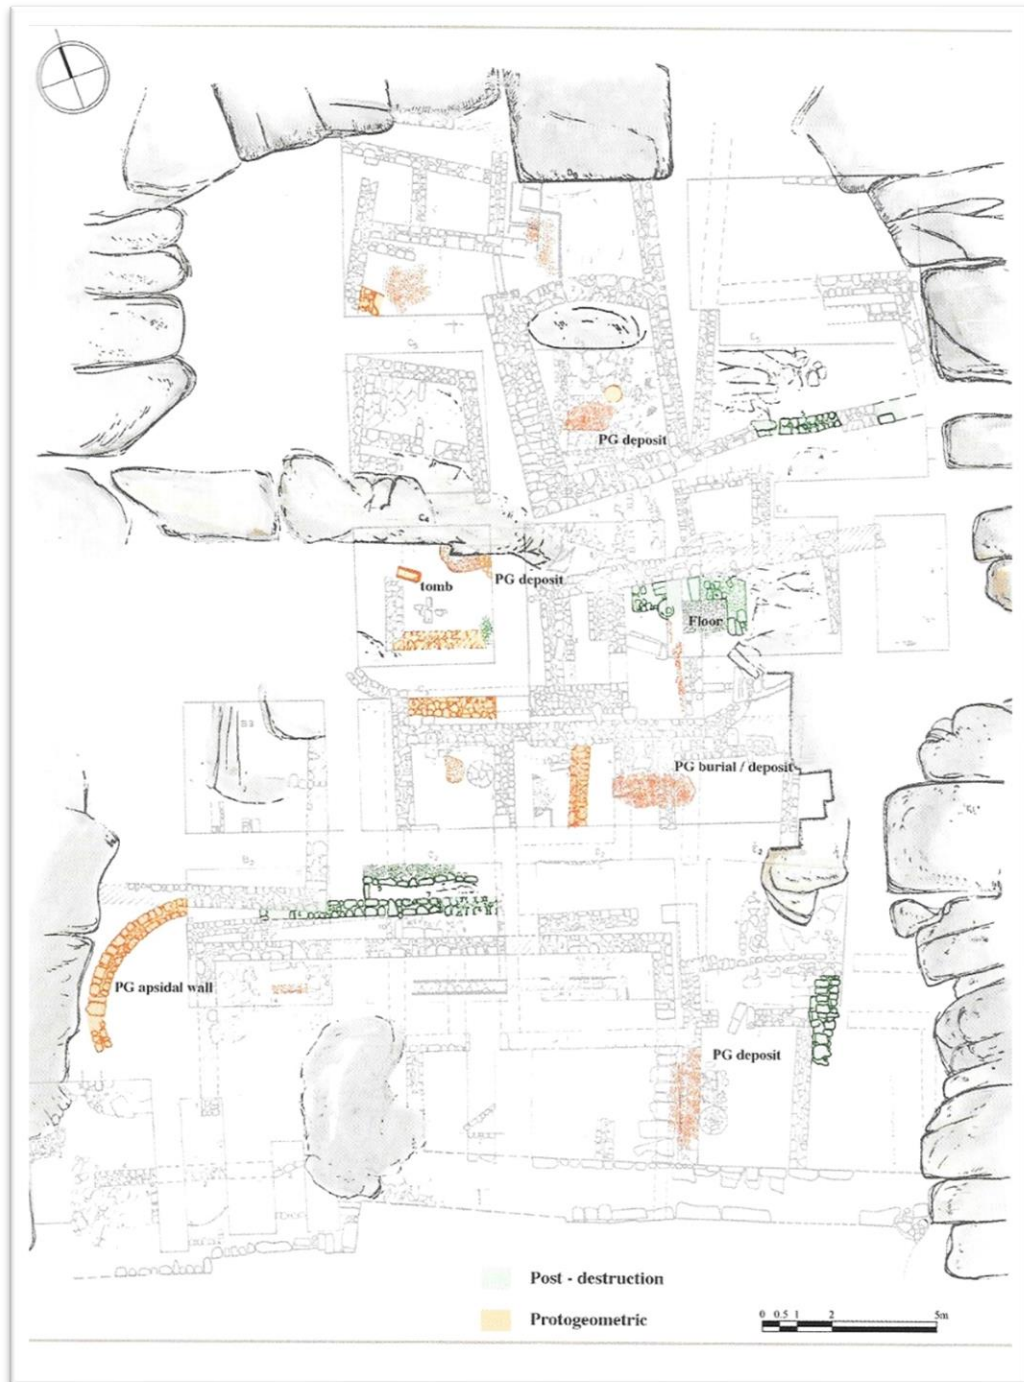 PG deposit
tomb
PG deposit
Floor
PG burial / deposit
PG apsidal wall
PG deposit
Post - destruction
Protogeometric
0 0.5 1 2 5m